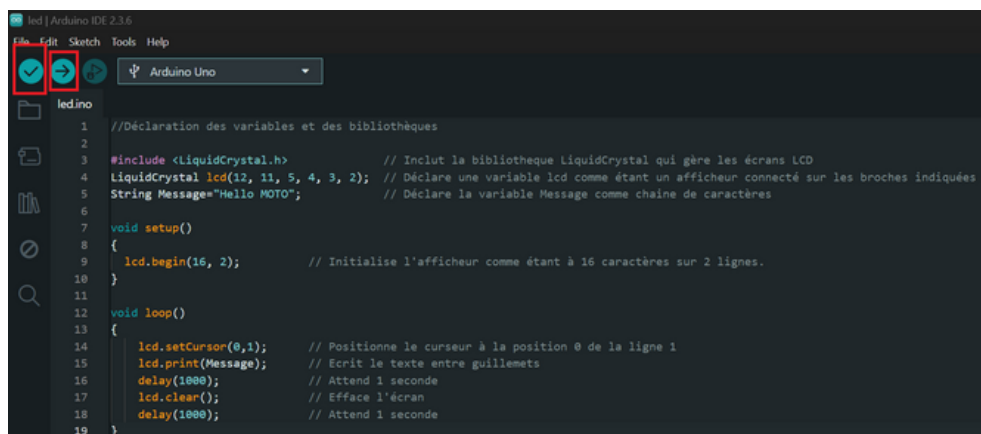 led | Arduino IDE 2.3.6
File Edit Sketch Tools Help
Arduino Uno
led.ino
1 //Déclaration des variables et des bibliothèques
2
3 #include <LiquidCrystal.h> // Inclut la bibliotheque LiquidCrystal qui gère les écrans LCD
4 LiquidCrystal lcd(12, 11, 5, 4, 3, 2); // Déclare une variable lcd comme étant un afficheur connecté sur les broches indiquées
5 String Message="Hello MOTO"; // Déclare la variable Message comme chaine de caractères
6
7 void setup()
8 {
9 lcd.begin(16, 2); // Initialise l'afficheur comme étant à 16 caractères sur 2 lignes.
10 }
11
12 void loop()
13 {
14 lcd.setCursor(0,1); // Positionne le curseur à la position 0 de la ligne 1
15 lcd.print(Message); // Ecrit le texte entre guillemets
16 delay(1000); // Attend 1 seconde
17 lcd.clear(); // Efface l'écran
18 delay(1000); // Attend 1 seconde
19 }